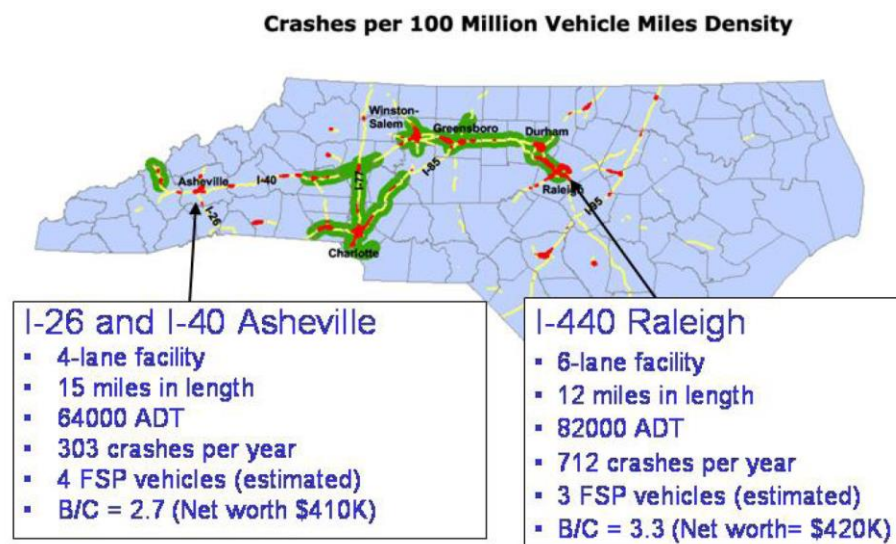 Crashes per 100 Million Vehicle Miles Density
Winston-
Salem
Greensboro
Durham
Raleigh
I-85
I-77
I-95
Asheville
I-40
I-26
Charlotte
I-26 and I-40 Asheville
▪ 4-lane facility
▪ 15 miles in length
▪ 64000 ADT
▪ 303 crashes per year
▪ 4 FSP vehicles (estimated)
▪ B/C = 2.7 (Net worth $410K)
I-440 Raleigh
▪ 6-lane facility
▪ 12 miles in length
▪ 82000 ADT
▪ 712 crashes per year
▪ 3 FSP vehicles (estimated)
▪ B/C = 3.3 (Net worth= $420K)